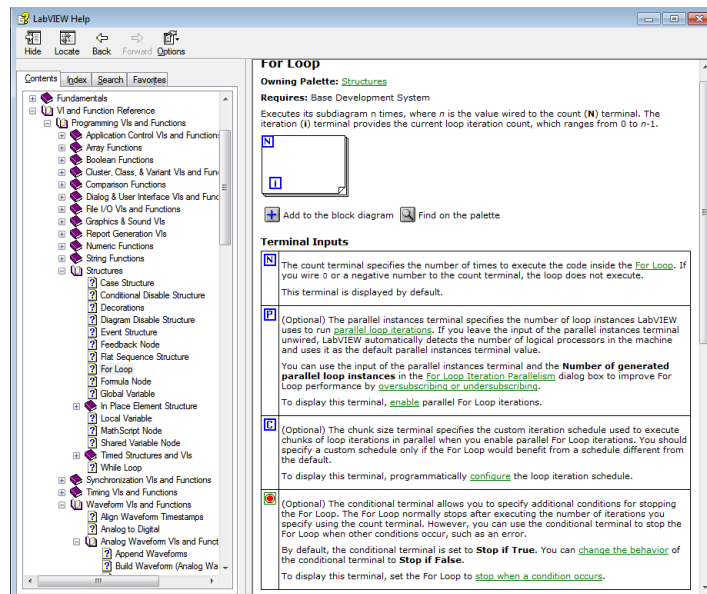 LabVIEW Help
Hide Locate Back Forward Options
Contents Index Search Favorites
Fundamentals
VI and Function Reference
Programming VIs and Functions
Application Control VIs and Functions
Array Functions
Boolean Functions
Cluster, Class, & Variant VIs and Fun
Comparison Functions
Dialog & User Interface VIs and Func
File I/O VIs and Functions
Graphics & Sound VIs
Report Generation VIs
Numeric Functions
String Functions
Structures
Case Structure
Conditional Disable Structure
Decorations
Diagram Disable Structure
Event Structure
Feedback Node
Flat Sequence Structure
For Loop
Formula Node
Global Variable
In Place Element Structure
Local Variable
MathScript Node
Shared Variable Node
Timed Structures and VIs
While Loop
Synchronization VIs and Functions
Timing VIs and Functions
Waveform VIs and Functions
Align Waveform Timestamps
Analog to Digital
Analog Waveform VIs and Funct
Append Waveforms
Build Waveform (Analog Wa
For Loop
Owning Palette: Structures
Requires: Base Development System
Executes its subdiagram n times, where n is the value wired to the count (N) terminal. The
iteration (i) terminal provides the current loop iteration count, which ranges from 0 to n-1.
N
i
Add to the block diagram Find on the palette
Terminal Inputs
N
The count terminal specifies the number of times to execute the code inside the For Loop. If
you wire 0 or a negative number to the count terminal, the loop does not execute.
This terminal is displayed by default.
P
(Optional) The parallel instances terminal specifies the number of loop instances LabVIEW
uses to run parallel loop iterations. If you leave the input of the parallel instances terminal
unwired, LabVIEW automatically detects the number of logical processors in the machine
and uses it as the default parallel instances terminal value.
You can use the input of the parallel instances terminal and the Number of generated
parallel loop instances in the For Loop Iteration Parallelism dialog box to improve For
Loop performance by oversubscribing or undersubscribing.
To display this terminal, enable parallel For Loop iterations.
C
(Optional) The chunk size terminal specifies the custom iteration schedule used to execute
chunks of loop iterations in parallel when you enable parallel For Loop iterations. You should
specify a custom schedule only if the For Loop would benefit from a schedule different from
the default.
To display this terminal, programmatically configure the loop iteration schedule.
(Optional) The conditional terminal allows you to specify additional conditions for stopping
the For Loop. The For Loop normally stops after executing the number of iterations you
specify using the count terminal. However, you can use the conditional terminal to stop the
For Loop when other conditions occur, such as an error.
By default, the conditional terminal is set to Stop if True. You can change the behavior of
the conditional terminal to Stop if False.
To display this terminal, set the For Loop to stop when a condition occurs.